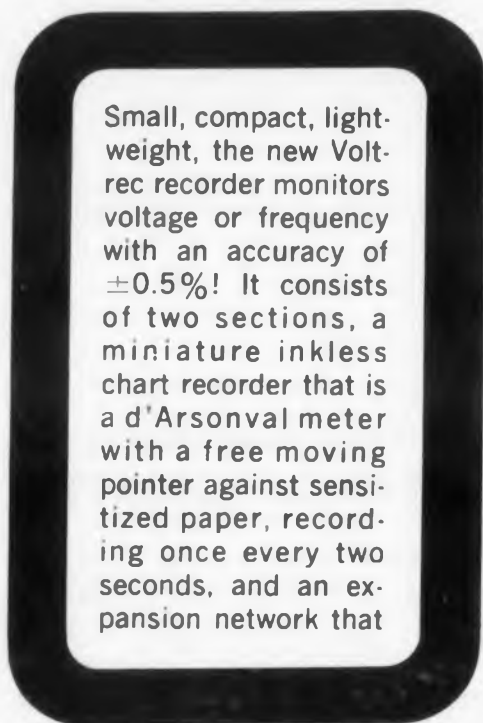 Small, compact, light-
weight, the new Volt-
rec recorder monitors
voltage or frequency
with an accuracy of
±0.5%! It consists
of two sections, a
miniature inkless
chart recorder that is
a d'Arsonval meter
with a free moving
pointer against sensi-
tized paper, record-
ing once every two
seconds, and an ex-
pansion network that